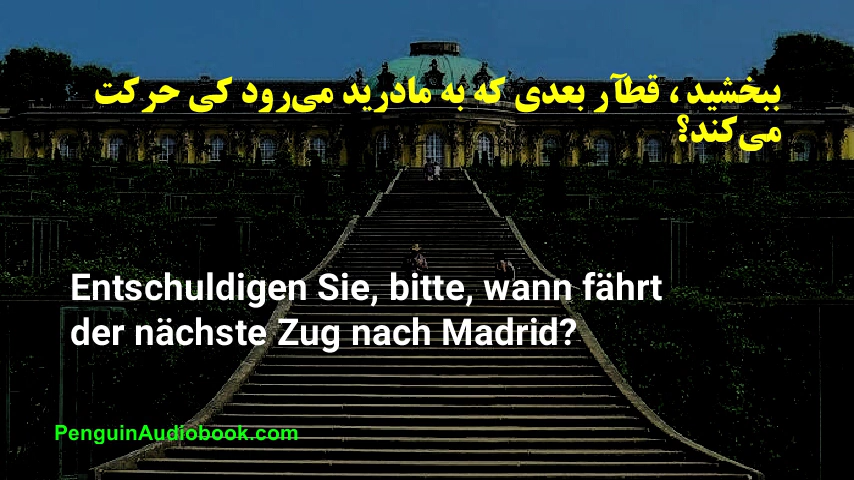 ببخشید ، قطآر بعدی که به مادرید می‌رود کی حرکت
می‌کند؟
Entschuldigen Sie, bitte, wann fährt
der nächste Zug nach Madrid?
PenguinAudiobook.com